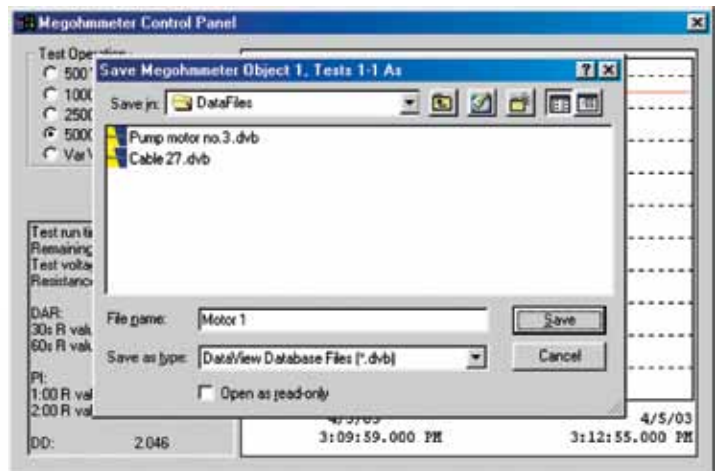 Megohmmeter Control Panel
Test Operation
500 V
1000
2500
5000
Var V
Save Megohmmeter Object 1, Tests 1-1 As
Save in: DataFiles
Pump motor no.3.dvb
Cable 27.dvb
File name: Motor 1
Save
Save as type: DataView Database Files (*.dvb)
Cancel
Open as read-only
Test run ti
Remaining
Test volta
Resistance
DAR:
30s R valu
60s R valu
PI:
1:00 R val
2:00 R val
DD: 2.046
4/5/03
4/5/03
3:09:59.000 PM
3:12:55.000 PM